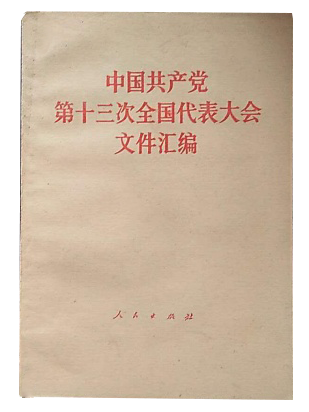 中国共产党
第十三次全国代表大会
文件汇编
人民出版社